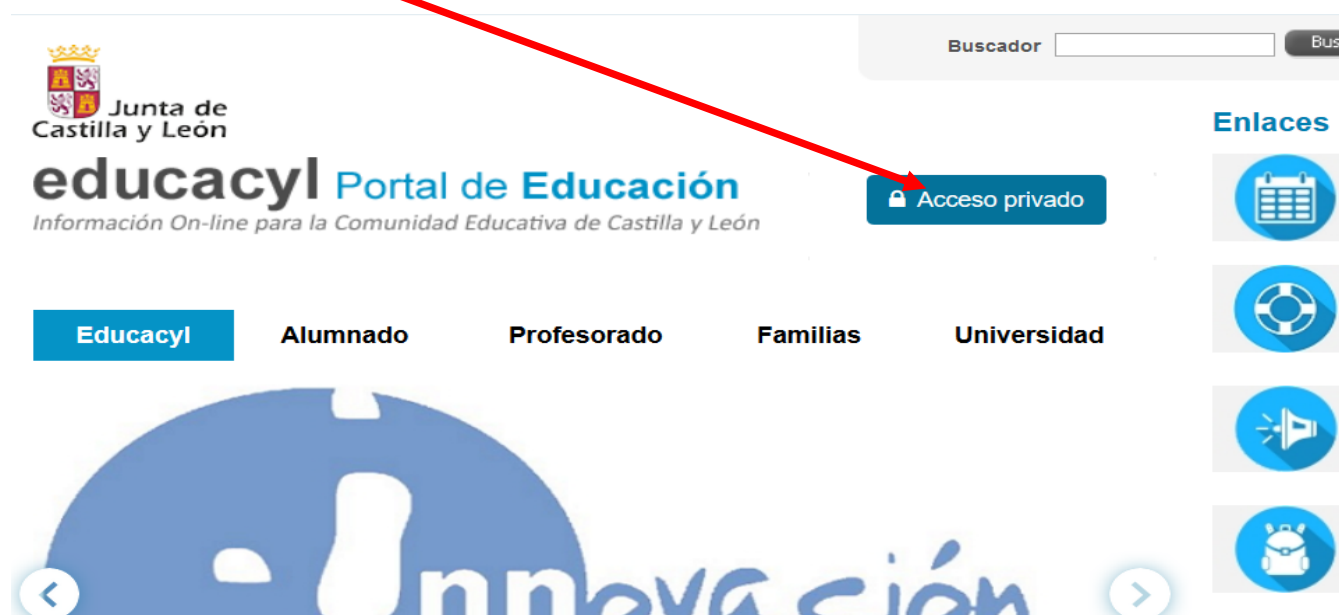 Buscador
Junta de
Castilla y León
Enlaces
educacyl Portal de Educación
Información On-line para la Comunidad Educativa de Castilla y León
Acceso privado
Educacyl Alumnado Profesorado Familias Universidad
Innovación